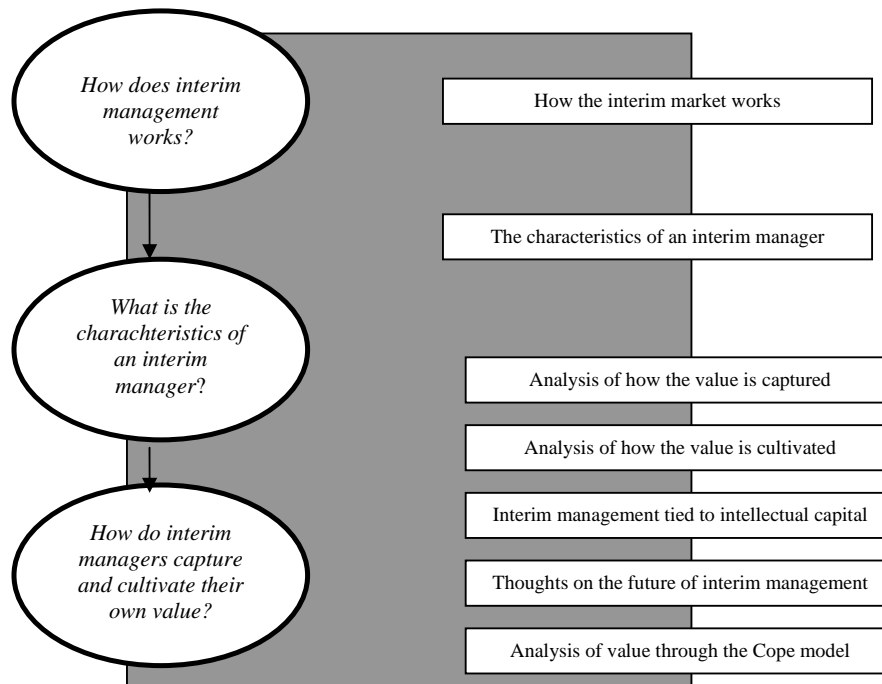 How does interim
management
works?
How the interim market works
The characteristics of an interim manager
What is the
charachteristics of
an interim
manager?
Analysis of how the value is captured
Analysis of how the value is cultivated
How do interim
managers capture
and cultivate their
own value?
Interim management tied to intellectual capital
Thoughts on the future of interim management
Analysis of value through the Cope model